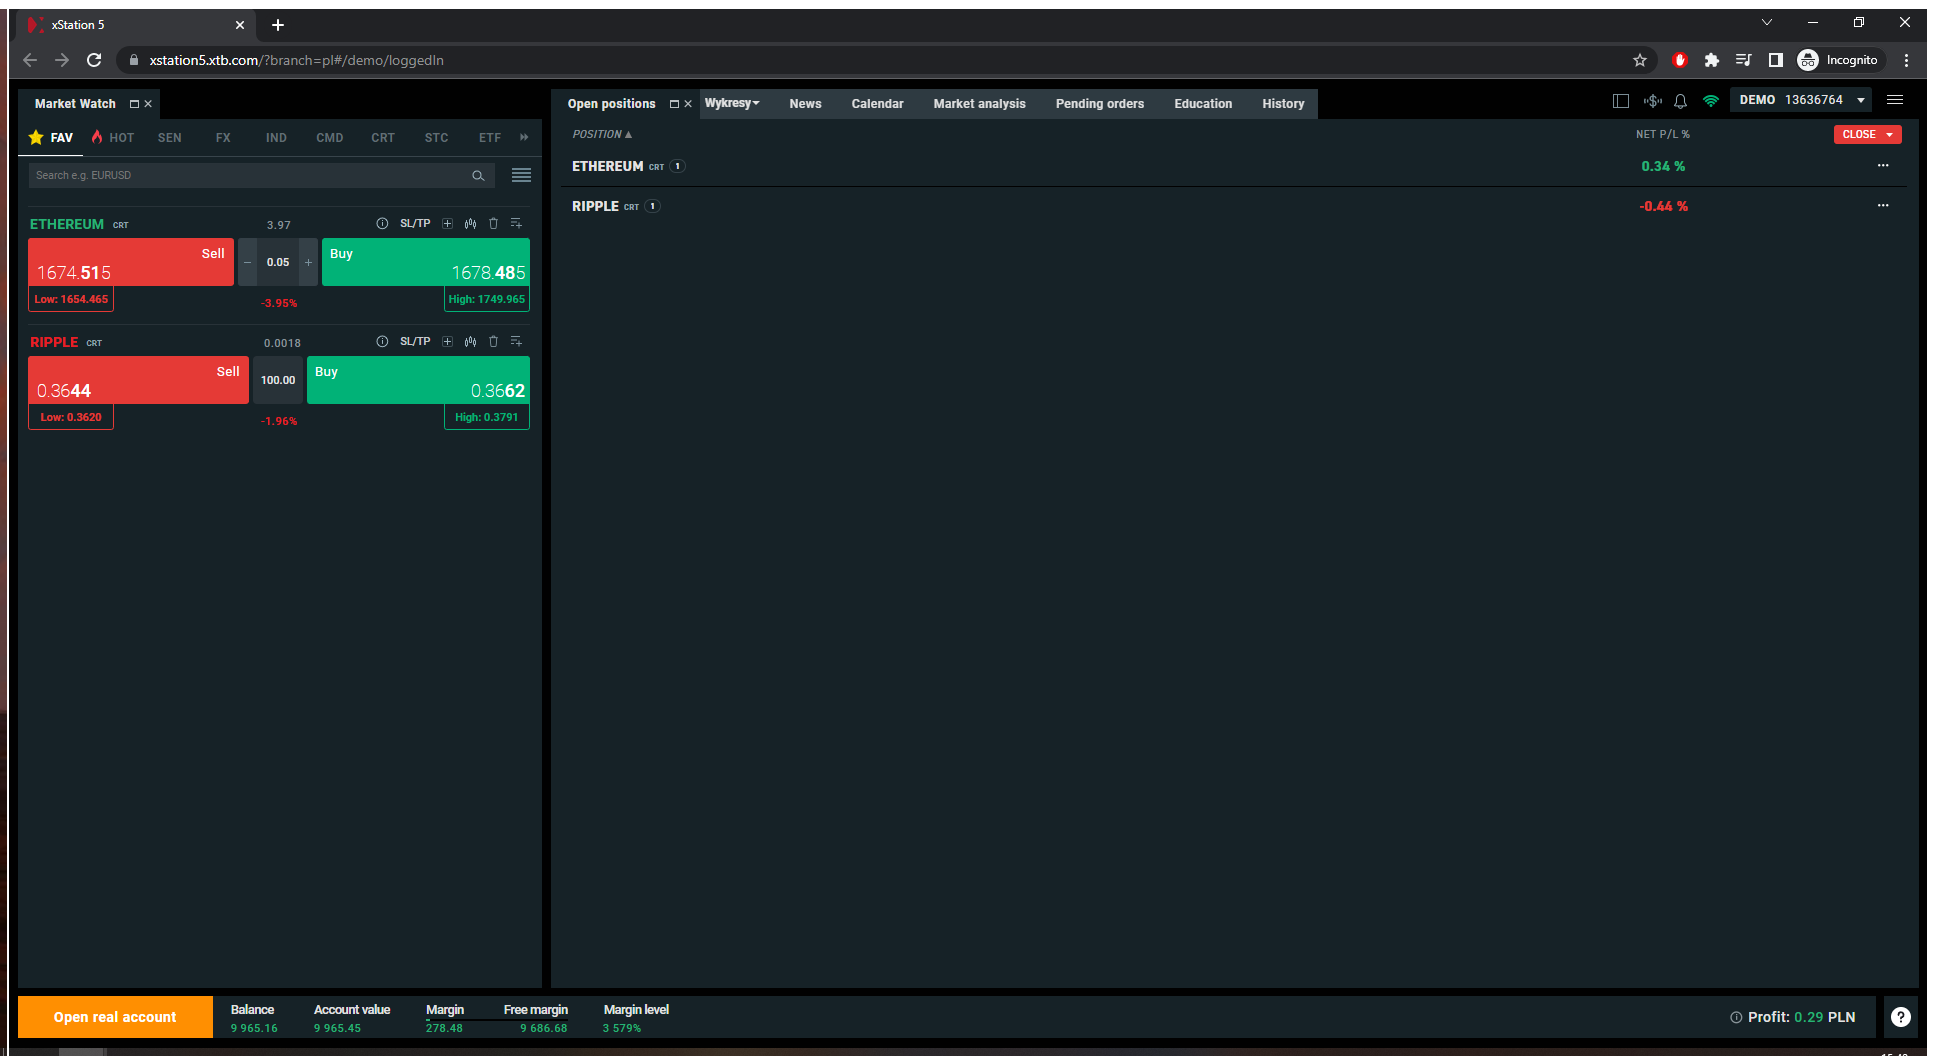 xStation 5
xstation5.xtb.com/?branch=pl#/demo/loggedIn
Incognito
Market Watch
FAV HOT SEN FX IND CMD CRT STC ETF
Search e.g. EURUSD
ETHEREUM CRT 3.97 SL/TP
Sell 0.05 Buy
1674.515 1678.485
Low: 1654.465 -3.95% High: 1749.965
RIPPLE CRT 0.0018 SL/TP
Sell 100.00 Buy
0.3644 0.3662
Low: 0.3620 -1.96% High: 0.3791
Open positions Wykresy News Calendar Market analysis Pending orders Education History
DEMO 13636764
POSITION ▲ NET P/L % CLOSE
ETHEREUM CRT 1 0.34 %
RIPPLE CRT 1 -0.44 %
Open real account
Balance Account value Margin Free margin Margin level
9 965.16 9 965.45 278.48 9 686.68 3 579%
Profit: 0.29 PLN